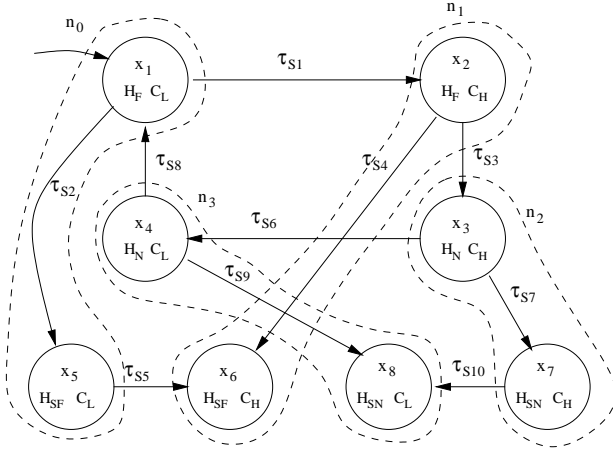 n0
n1
x1
HF CL
τS1
x2
HF CH
τS2
τS8
τS4
τS3
n3
n2
x4
HN CL
τS6
x3
HN CH
τS9
τS7
x5
HSF CL
τS5
x6
HSF CH
x8
HSN CL
τS10
x7
HSN CH